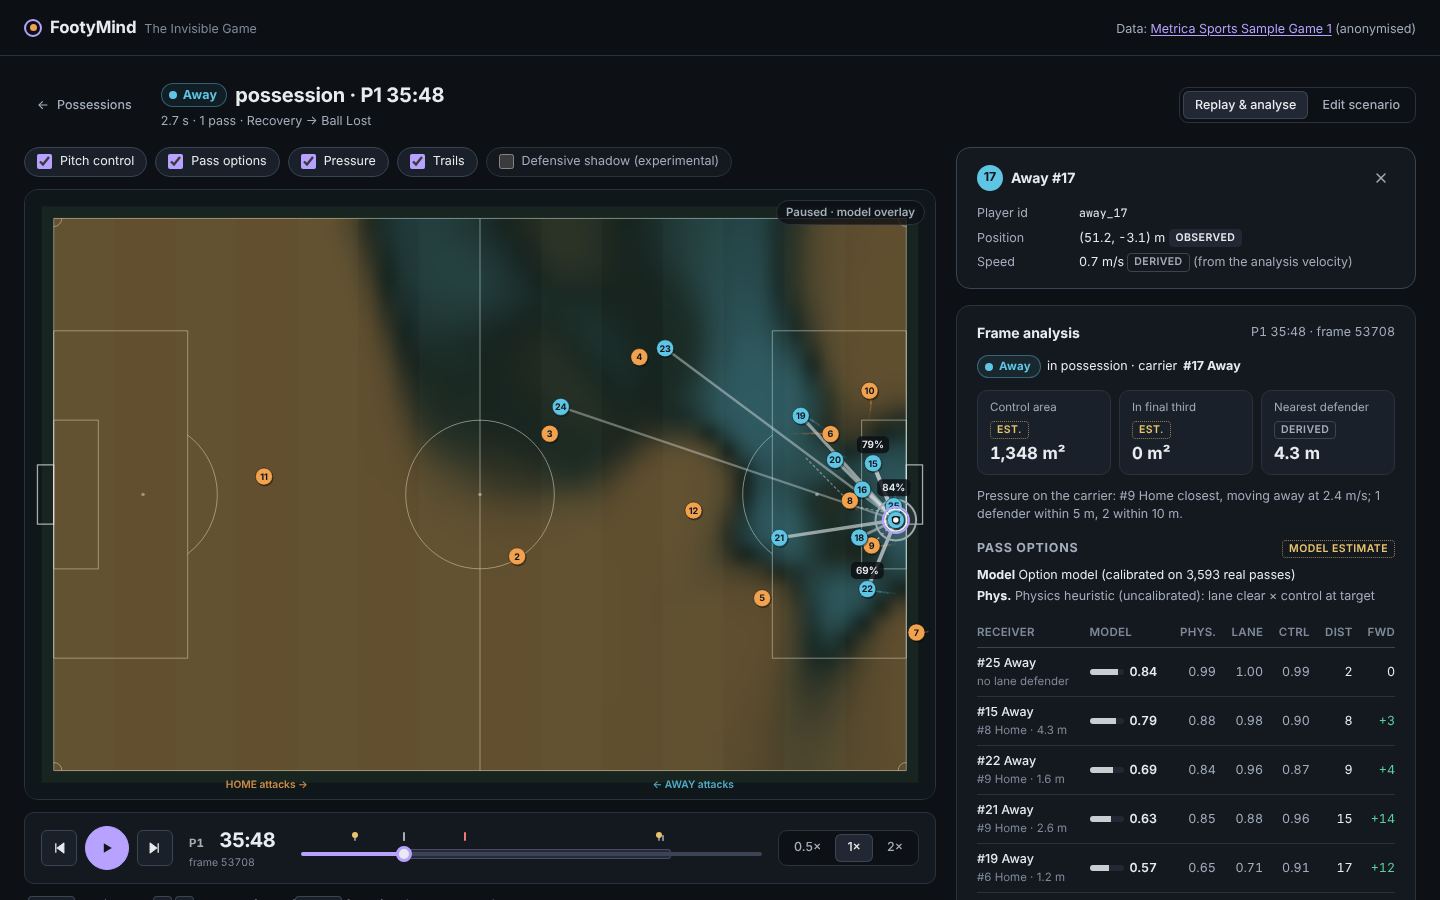 FootyMind The Invisible Game
Data: Metrica Sports Sample Game 1 (anonymised)
← Possessions
Away possession · P1 35:48
2.7 s · 1 pass · Recovery → Ball Lost
Replay & analyse
Edit scenario
Pitch control
Pass options
Pressure
Trails
Defensive shadow (experimental)
Paused · model overlay
4
23
10
24
19
3
6
79%
20
15
11
84%
16
8
12
21
18
9
2
69%
22
5
7
HOME attacks →
← AWAY attacks
P1 35:48
frame 53708
0.5×
1×
2×
17 Away #17
Player id away_17
Position (51.2, -3.1) m OBSERVED
Speed 0.7 m/s DERIVED (from the analysis velocity)
Frame analysis P1 35:48 · frame 53708
Away in possession · carrier #17 Away
Control area
EST.
1,348 m²
In final third
EST.
0 m²
Nearest defender
DERIVED
4.3 m
Pressure on the carrier: #9 Home closest, moving away at 2.4 m/s; 1
defender within 5 m, 2 within 10 m.
PASS OPTIONS MODEL ESTIMATE
Model Option model (calibrated on 3,593 real passes)
Phys. Physics heuristic (uncalibrated): lane clear × control at target
RECEIVER MODEL PHYS. LANE CTRL DIST FWD
#25 Away 0.84 0.99 1.00 0.99 2 0
no lane defender
#15 Away 0.79 0.88 0.98 0.90 8 +3
#8 Home · 4.3 m
#22 Away 0.69 0.84 0.96 0.87 9 +4
#9 Home · 1.6 m
#21 Away 0.63 0.85 0.88 0.96 15 +14
#9 Home · 2.6 m
#19 Away 0.57 0.65 0.71 0.91 17 +12
#6 Home · 1.2 m